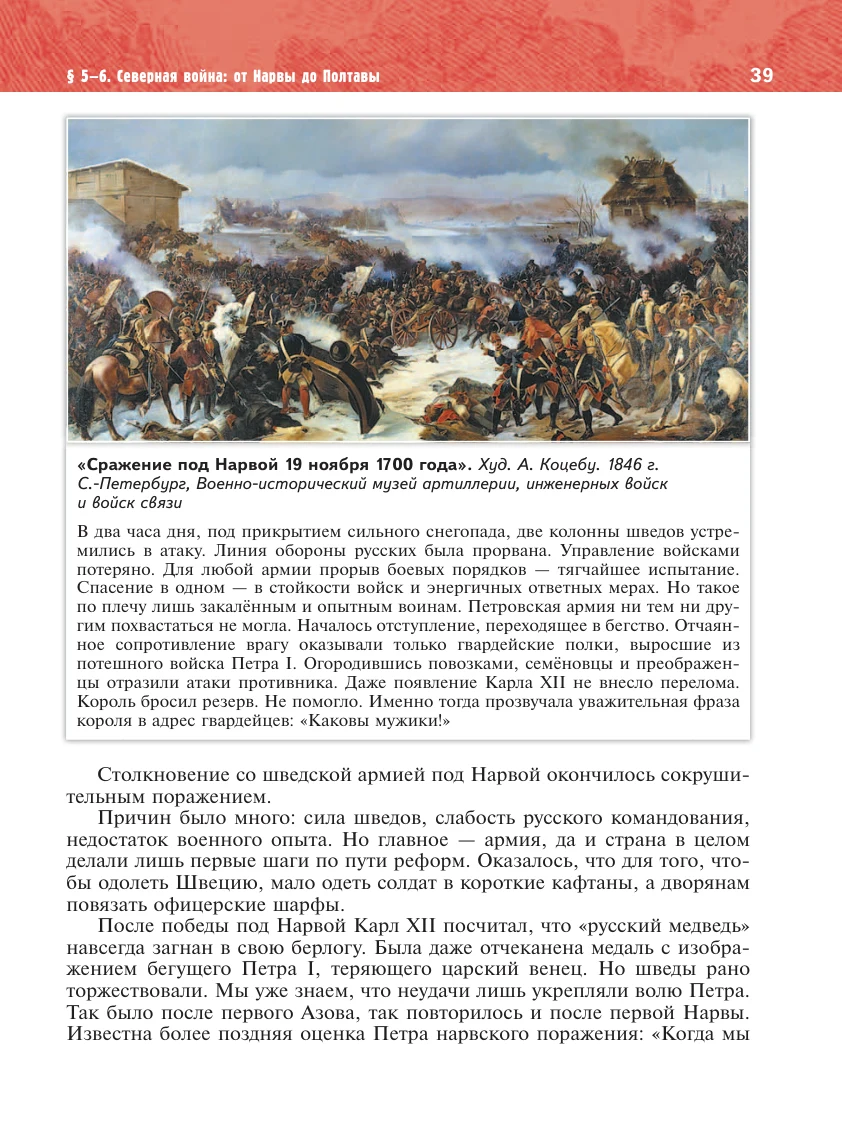 § 5–6. Северная война: от Нарвы до Полтавы 39
«Сражение под Нарвой 19 ноября 1700 года». Худ. А. Коцебу. 1846 г.
С.-Петербург, Военно-исторический музей артиллерии, инженерных войск
и войск связи
В два часа дня, под прикрытием сильного снегопада, две колонны шведов устре-
мились в атаку. Линия обороны русских была прорвана. Управление войсками
потеряно. Для любой армии прорыв боевых порядков — тягчайшее испытание.
Спасение в одном — в стойкости войск и энергичных ответных мерах. Но такое
по плечу лишь закалённым и опытным воинам. Петровская армия ни тем ни дру-
гим похвастаться не могла. Началось отступление, переходящее в бегство. Отчаян-
ное сопротивление врагу оказывали только гвардейские полки, выросшие из
потешного войска Петра I. Огородившись повозками, семёновцы и преображен-
цы отразили атаки противника. Даже появление Карла XII не внесло перелома.
Король бросил резерв. Не помогло. Именно тогда прозвучала уважительная фраза
короля в адрес гвардейцев: «Каковы мужики!»
Столкновение со шведской армией под Нарвой окончилось сокруши-
тельным поражением.
Причин было много: сила шведов, слабость русского командования,
недостаток военного опыта. Но главное — армия, да и страна в целом
делали лишь первые шаги по пути реформ. Оказалось, что для того, что-
бы одолеть Швецию, мало одеть солдат в короткие кафтаны, а дворянам
повязать офицерские шарфы.
После победы под Нарвой Карл XII посчитал, что «русский медведь»
навсегда загнан в свою берлогу. Была даже отчеканена медаль с изобра-
жением бегущего Петра I, теряющего царский венец. Но шведы рано
торжествовали. Мы уже знаем, что неудачи лишь укрепляли волю Петра.
Так было после первого Азова, так повторилось и после первой Нарвы.
Известна более поздняя оценка Петра нарвского поражения: «Когда мы